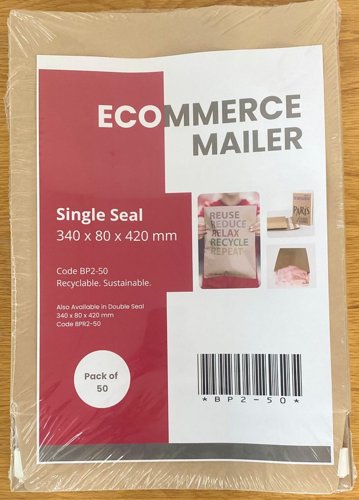 ECOMMERCE
MAILER
Single Seal
340 x 80 x 420 mm
Code BP2-50
Recyclable. Sustainable.
Also Available in Double Seal
340 x 80 x 420 mm
Code BPR2-50
Pack of
50
REUSE
REDUCE
RELAX
RECYCLE
REPEAT
PARIS
*BP2-50*